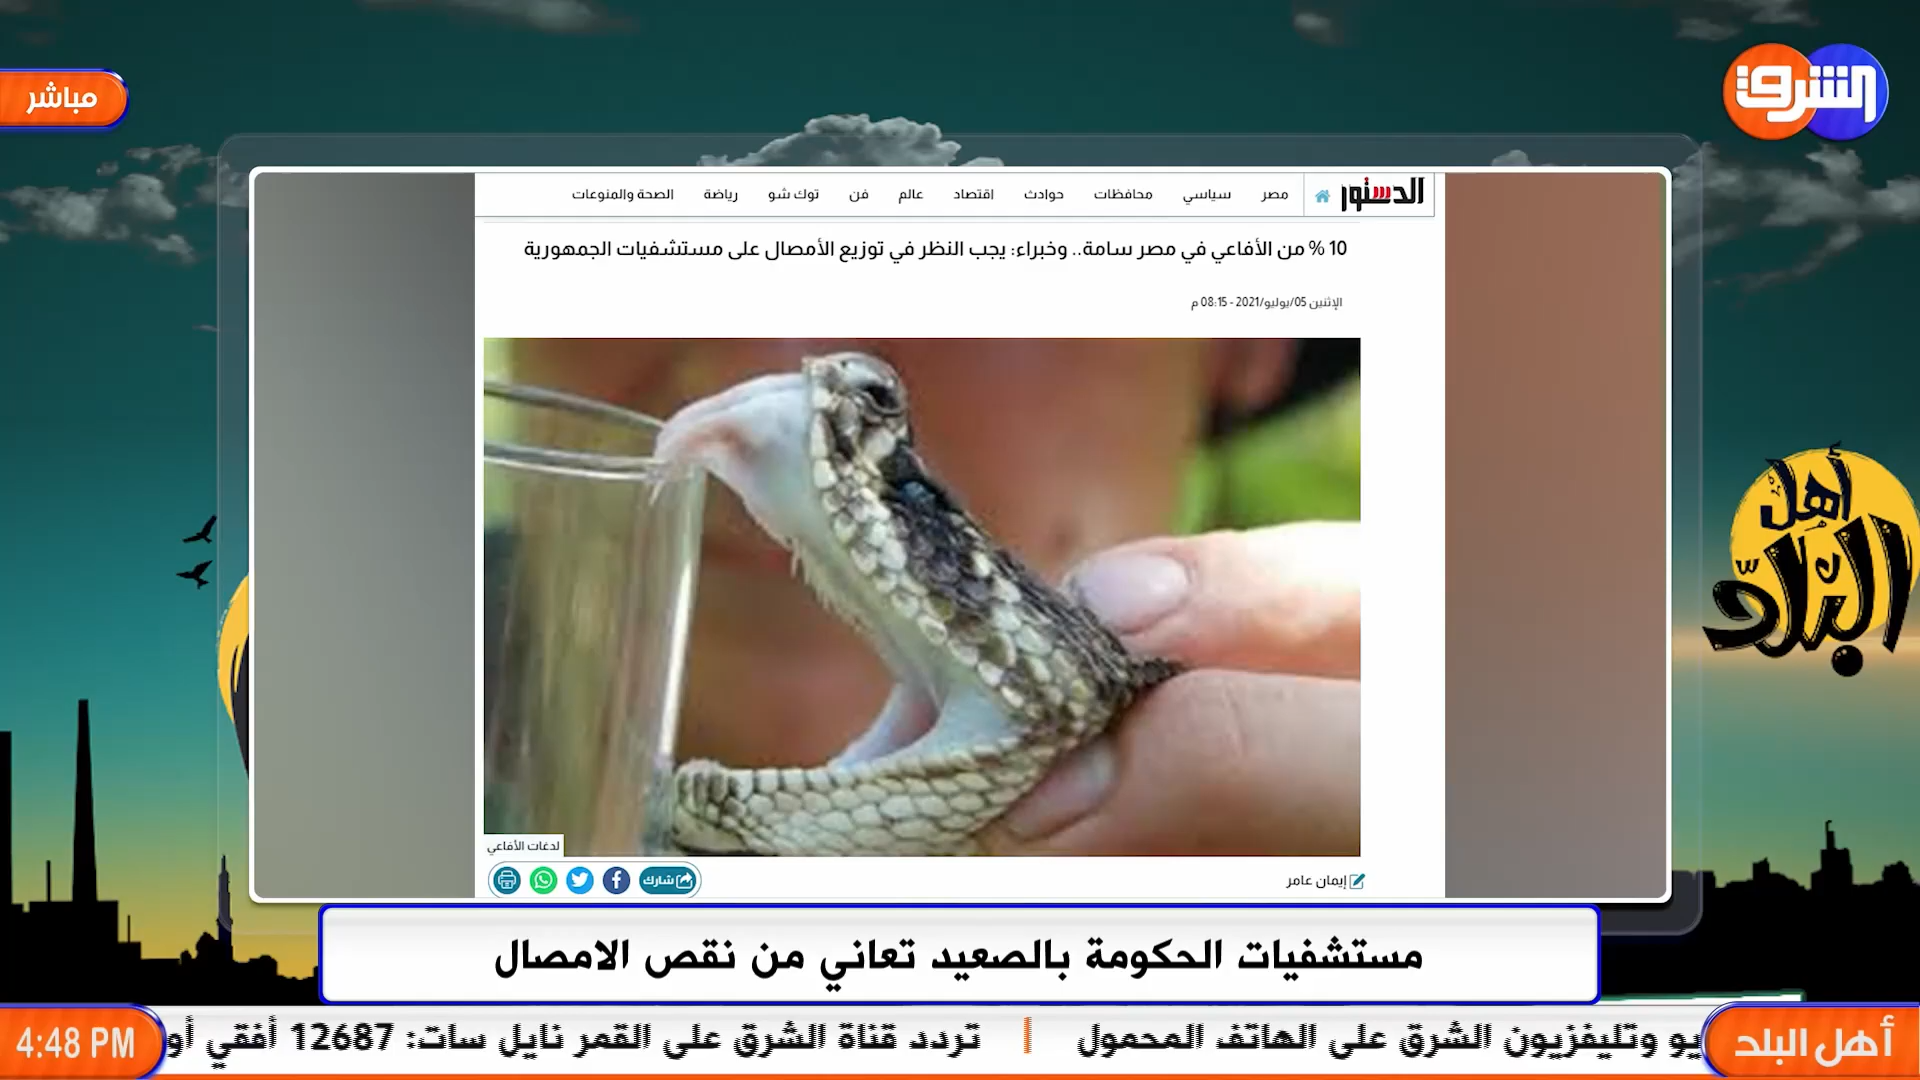 مباشر
الشرق
الدستور
مصر سياسي محافظات حوادث اقتصاد عالم فن توك شو رياضة الصحة والمنوعات
10 % من الأفاعي في مصر سامة.. وخبراء: يجب النظر في توزيع الأمصال على مستشفيات الجمهورية
الإثنين 05/يوليو/2021 - 08:15 م
أهل البلد
لدغات الأفاعي
إيمان عامر
شارك
مستشفيات الحكومة بالصعيد تعاني من نقص الامصال
أهل البلد
يو وتليفزيون الشرق على الهاتف المحمول | تردد قناة الشرق على القمر نايل سات: 12687 أفقي أو
4:48 PM